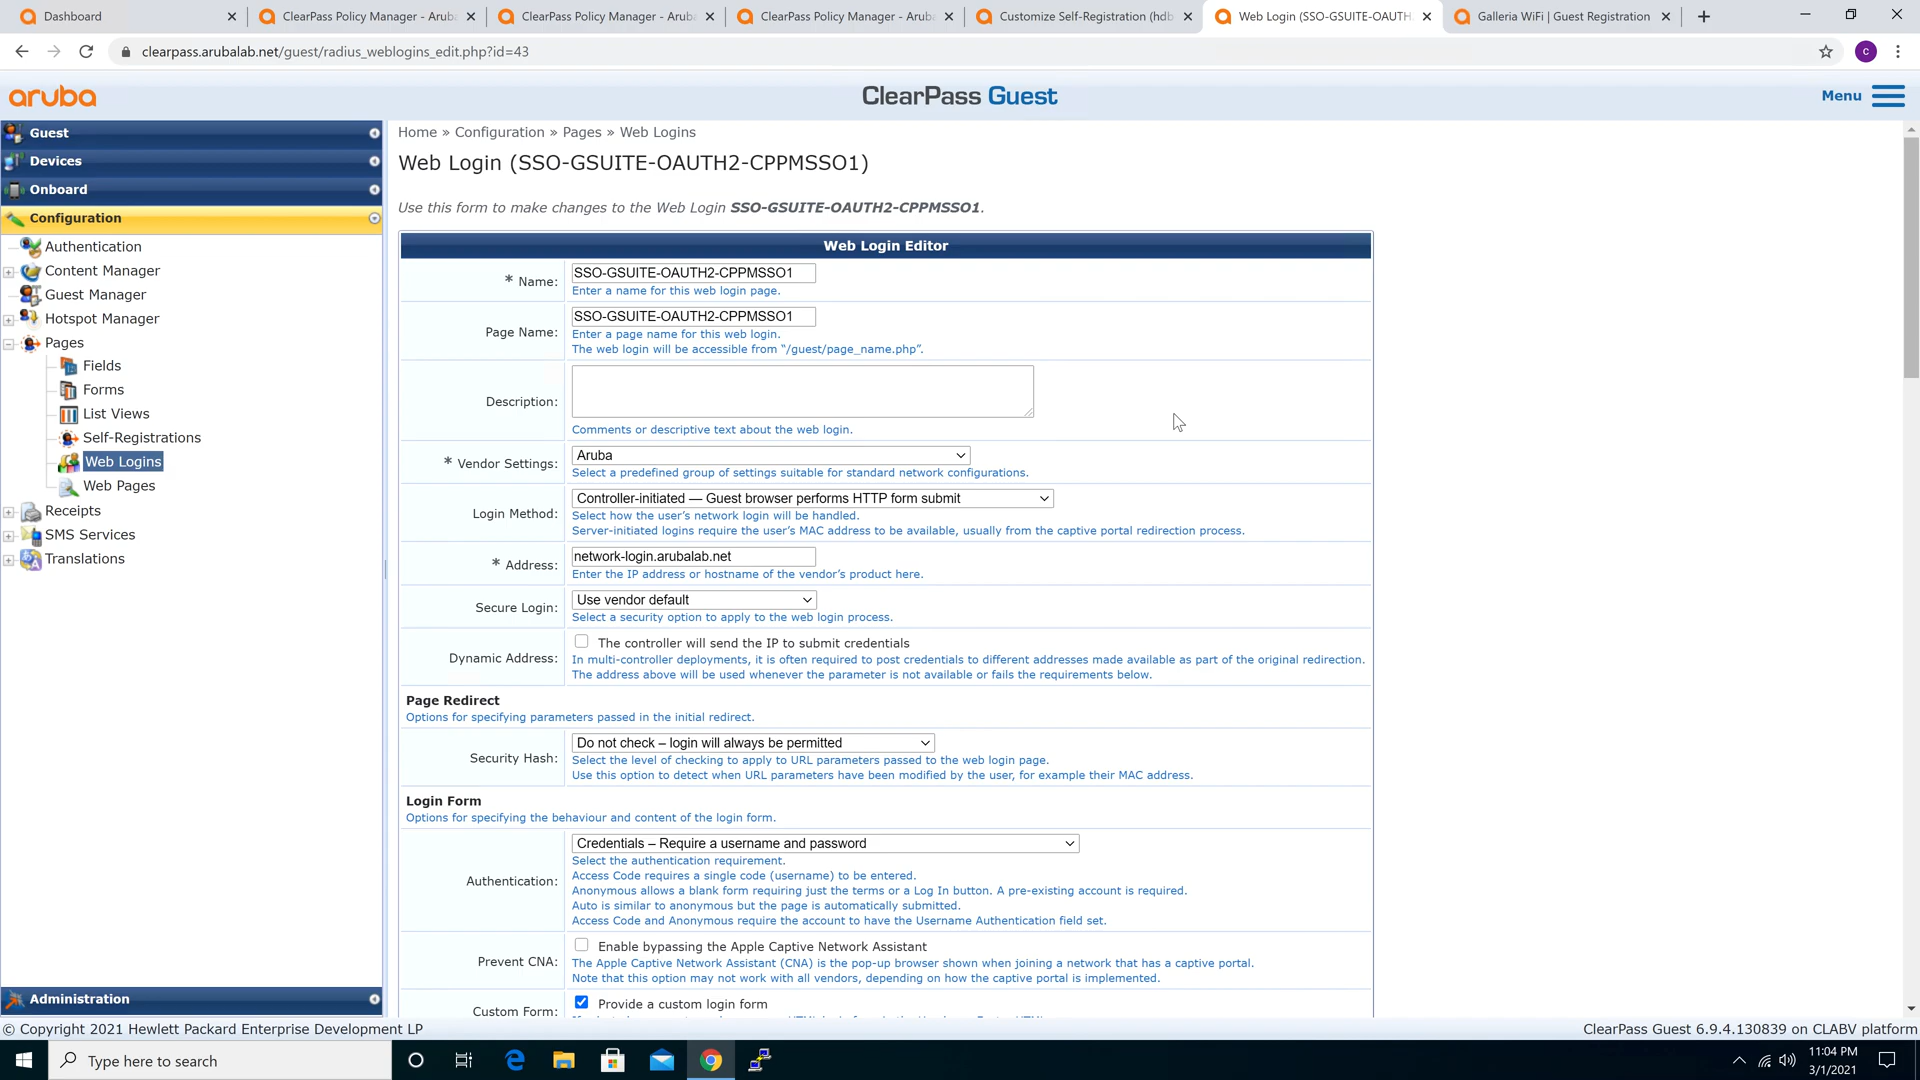 Dashboard
ClearPass Policy Manager - Aruba
ClearPass Policy Manager - Aruba
ClearPass Policy Manager - Aruba
Customize Self-Registration (hdb
Web Login (SSO-GSUITE-OAUTH
Galleria WiFi | Guest Registration
clearpass.arubalab.net/guest/radius_weblogins_edit.php?id=43
c
aruba
ClearPass Guest
Menu
Guest
Devices
Onboard
Configuration
Authentication
Content Manager
Guest Manager
Hotspot Manager
Pages
Fields
Forms
List Views
Self-Registrations
Web Logins
Web Pages
Receipts
SMS Services
Translations
Administration
Home » Configuration » Pages » Web Logins
Web Login (SSO-GSUITE-OAUTH2-CPPMSSO1)
Use this form to make changes to the Web Login SSO-GSUITE-OAUTH2-CPPMSSO1.
Web Login Editor
* Name:
SSO-GSUITE-OAUTH2-CPPMSSO1
Enter a name for this web login page.
Page Name:
SSO-GSUITE-OAUTH2-CPPMSSO1
Enter a page name for this web login.
The web login will be accessible from “/guest/page_name.php”.
Description:
Comments or descriptive text about the web login.
* Vendor Settings:
Aruba
Select a predefined group of settings suitable for standard network configurations.
Login Method:
Controller-initiated — Guest browser performs HTTP form submit
Select how the user’s network login will be handled.
Server-initiated logins require the user’s MAC address to be available, usually from the captive portal redirection process.
* Address:
network-login.arubalab.net
Enter the IP address or hostname of the vendor’s product here.
Secure Login:
Use vendor default
Select a security option to apply to the web login process.
Dynamic Address:
The controller will send the IP to submit credentials
In multi-controller deployments, it is often required to post credentials to different addresses made available as part of the original redirection.
The address above will be used whenever the parameter is not available or fails the requirements below.
Page Redirect
Options for specifying parameters passed in the initial redirect.
Security Hash:
Do not check – login will always be permitted
Select the level of checking to apply to URL parameters passed to the web login page.
Use this option to detect when URL parameters have been modified by the user, for example their MAC address.
Login Form
Options for specifying the behaviour and content of the login form.
Authentication:
Credentials – Require a username and password
Select the authentication requirement.
Access Code requires a single code (username) to be entered.
Anonymous allows a blank form requiring just the terms or a Log In button. A pre-existing account is required.
Auto is similar to anonymous but the page is automatically submitted.
Access Code and Anonymous require the account to have the Username Authentication field set.
Prevent CNA:
Enable bypassing the Apple Captive Network Assistant
The Apple Captive Network Assistant (CNA) is the pop-up browser shown when joining a network that has a captive portal.
Note that this option may not work with all vendors, depending on how the captive portal is implemented.
Custom Form:
Provide a custom login form
© Copyright 2021 Hewlett Packard Enterprise Development LP
ClearPass Guest 6.9.4.130839 on CLABV platform
Type here to search
11:04 PM
3/1/2021